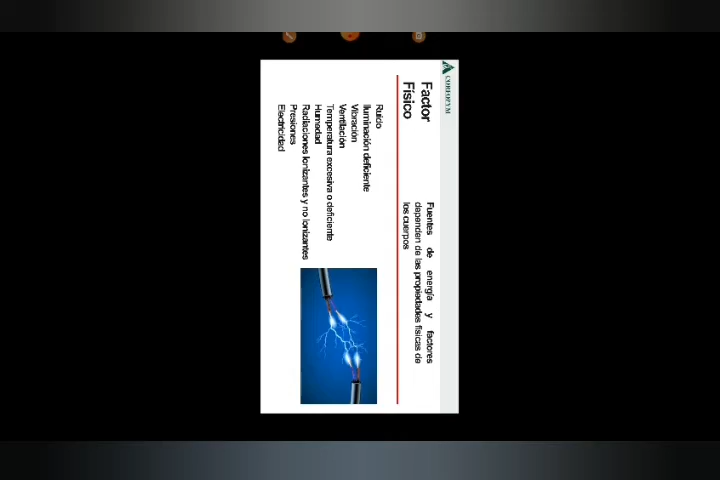 CORFOPYM
Factor
Físico
Fuentes de energía y factores
dependen de las propiedades físicas de
los cuerpos
Ruido
Iluminación deficiente
Vibración
Ventilación
Temperatura excesiva o deficiente
Humedad
Radiaciones Ionizantes y no Ionizantes
Presiones
Electricidad